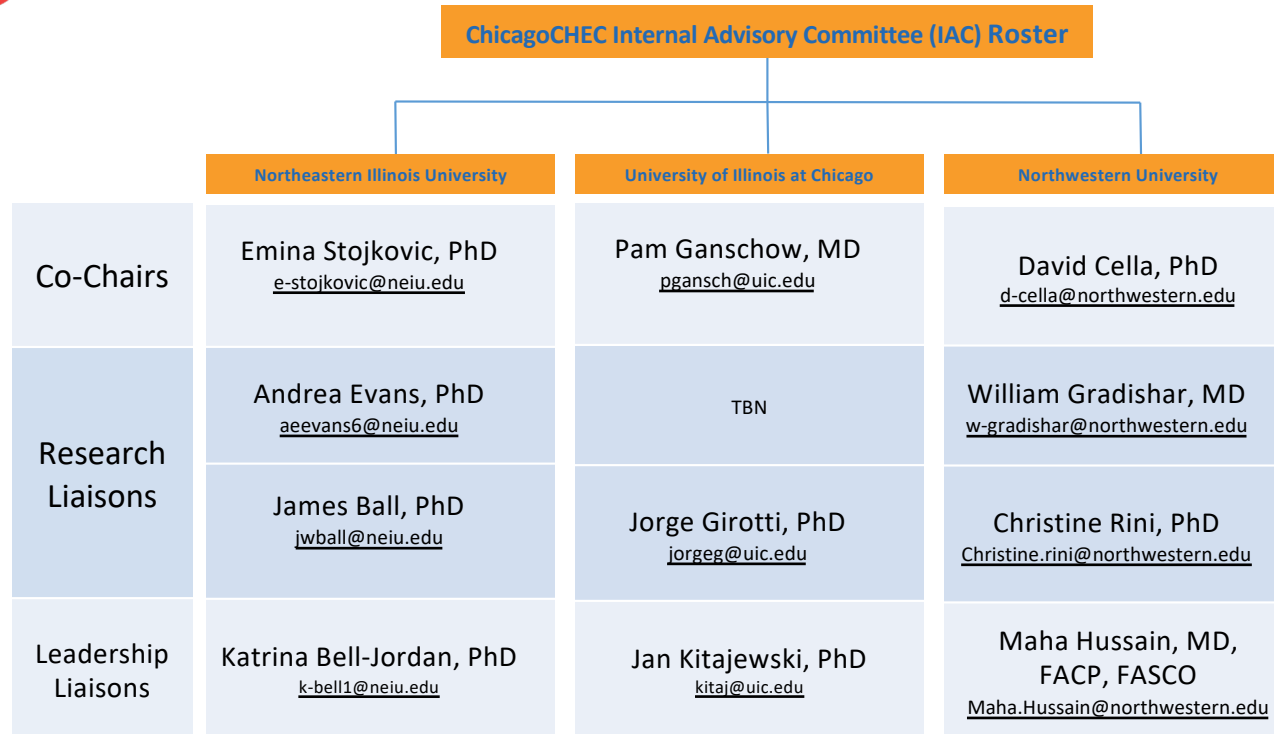 ChicagoCHEC Internal Advisory Committee (IAC) Roster
Northeastern Illinois University
University of Illinois at Chicago
Northwestern University
Co-Chairs
Emina Stojkovic, PhD
e-stojkovic@neiu.edu
Pam Ganschow, MD
pgansch@uic.edu
David Cella, PhD
d-cella@northwestern.edu
Research
Liaisons
Andrea Evans, PhD
aeevans6@neiu.edu
TBN
William Gradishar, MD
w-gradishar@northwestern.edu
James Ball, PhD
jwball@neiu.edu
Jorge Girotti, PhD
jorgeg@uic.edu
Christine Rini, PhD
Christine.rini@northwestern.edu
Leadership
Liaisons
Katrina Bell-Jordan, PhD
k-bell1@neiu.edu
Jan Kitajewski, PhD
kitaj@uic.edu
Maha Hussain, MD,
FACP, FASCO
Maha.Hussain@northwestern.edu